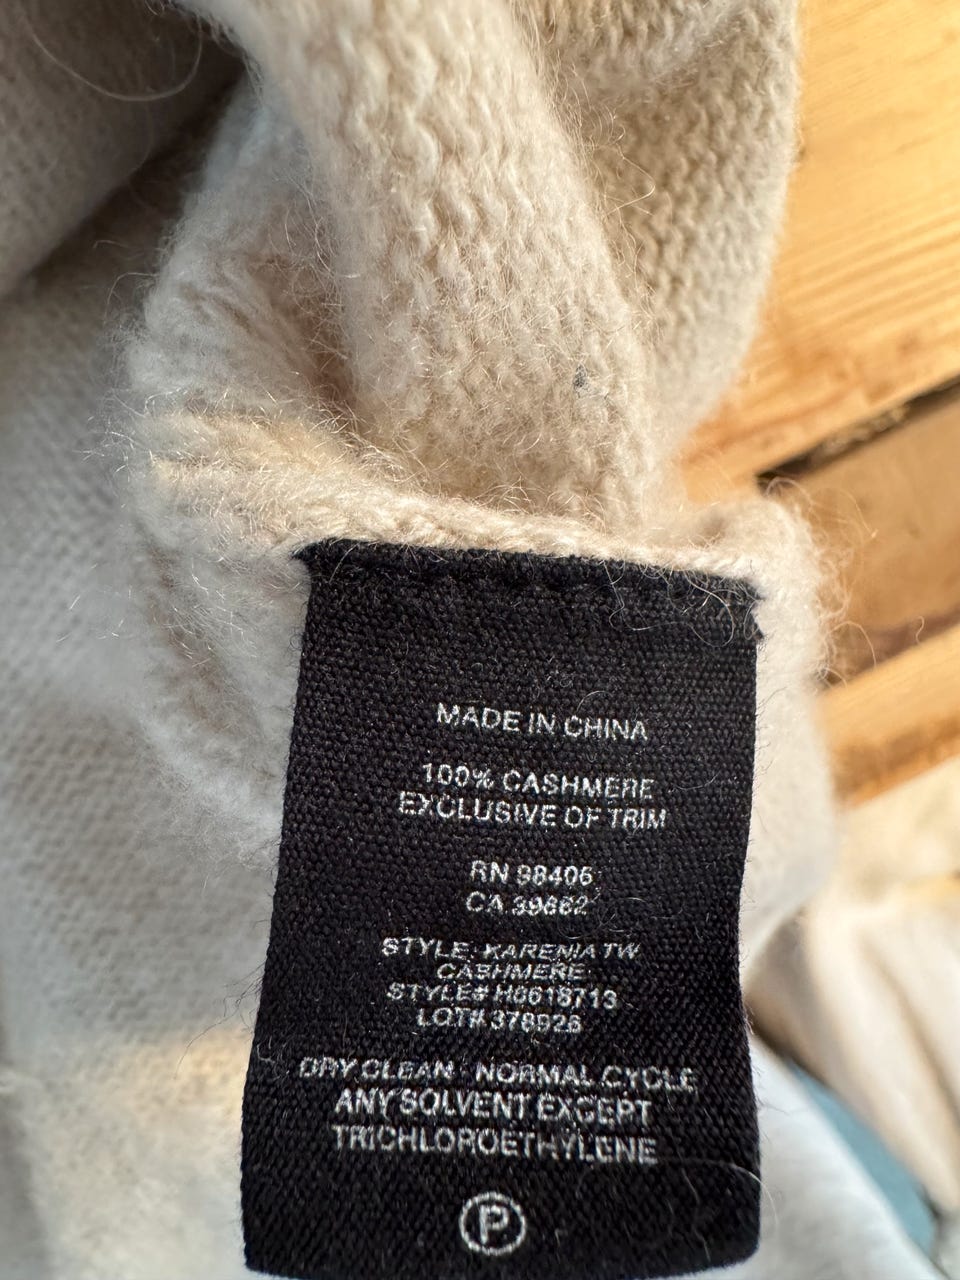 MADE IN CHINA
100% CASHMERE
EXCLUSIVE OF TRIM
RN 98406
CA 39662
STYLE: KARENIA TW
CASHMERE
STYLE# H0618713
LOT# 378926
DRY CLEAN - NORMAL CYCLE
ANY SOLVENT EXCEPT
TRICHLOROETHYLENE
P